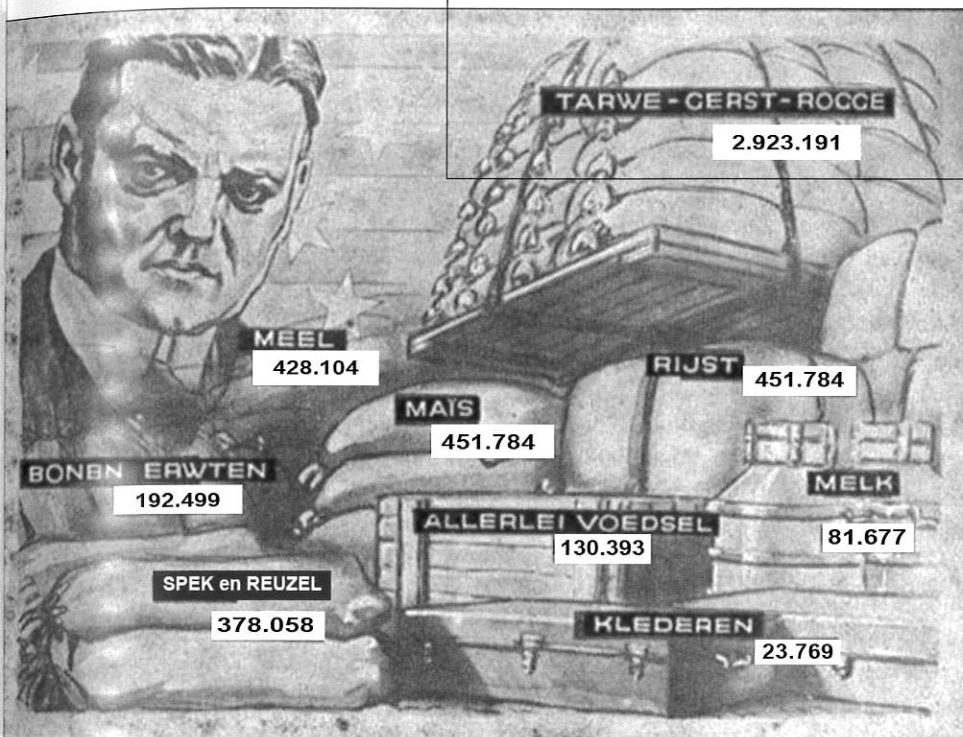 TARWE-GERST-ROGGE
2.923.191
MEEL
428.104
RIJST
451.784
MAÏS
451.784
BONBN ERWTEN
192.499
MELK
81.677
ALLERLEI VOEDSEL
130.393
SPEK en REUZEL
378.058
KLEDEREN
23.769